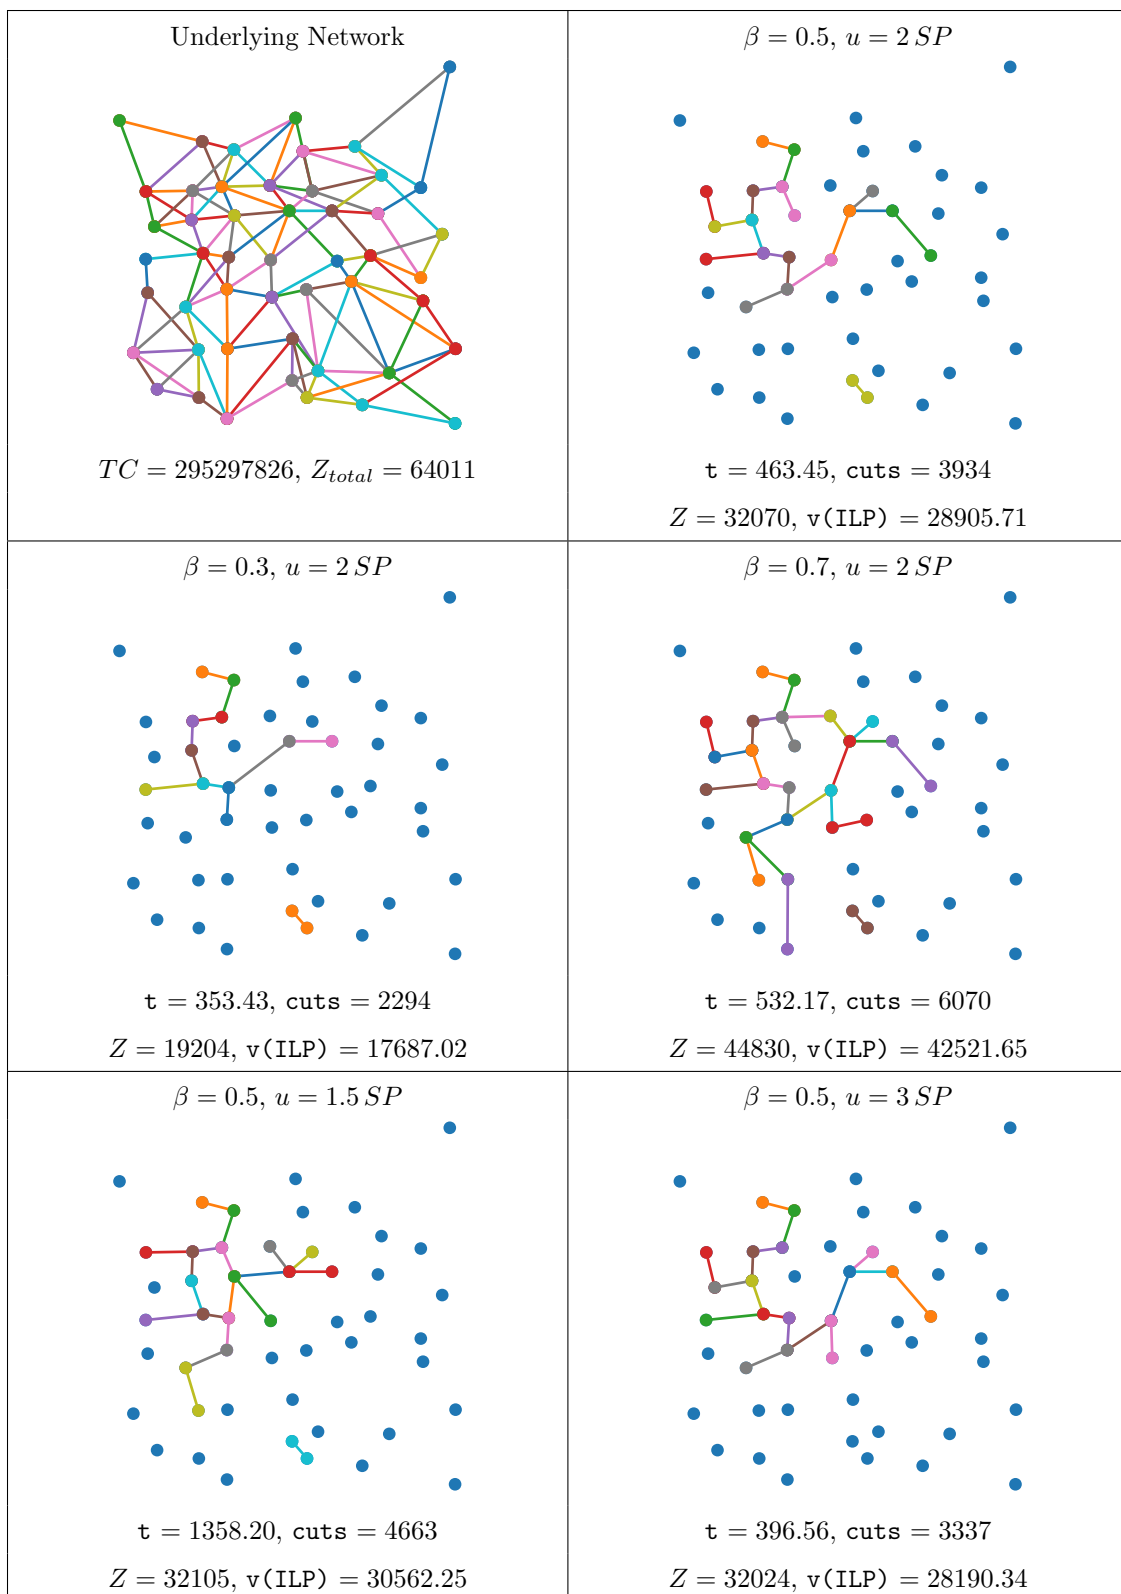 Underlying Network
TC = 295297826, Z_total = 64011
β = 0.5, u = 2 SP
t = 463.45, cuts = 3934
Z = 32070, v(ILP) = 28905.71
β = 0.3, u = 2 SP
t = 353.43, cuts = 2294
Z = 19204, v(ILP) = 17687.02
β = 0.7, u = 2 SP
t = 532.17, cuts = 6070
Z = 44830, v(ILP) = 42521.65
β = 0.5, u = 1.5 SP
t = 1358.20, cuts = 4663
Z = 32105, v(ILP) = 30562.25
β = 0.5, u = 3 SP
t = 396.56, cuts = 3337
Z = 32024, v(ILP) = 28190.34